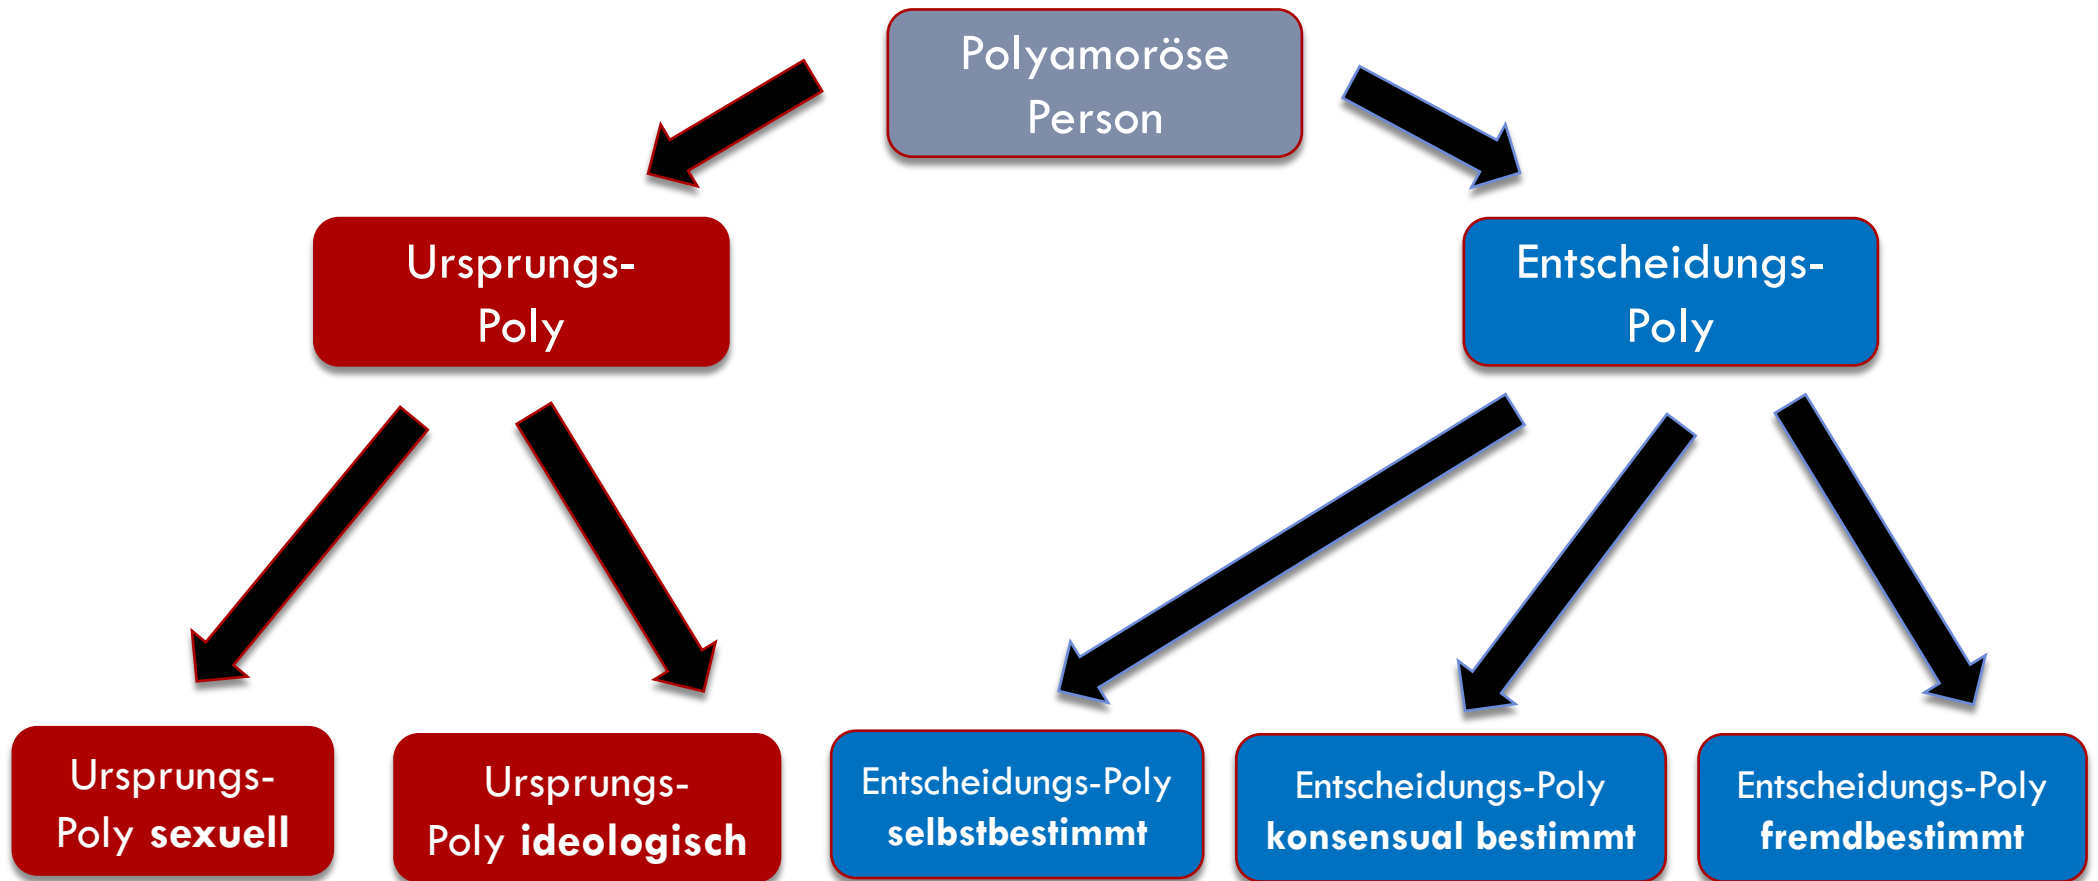 Polyamoröse
Person
Ursprungs-
Poly
Entscheidungs-
Poly
Ursprungs-
Poly sexuell
Ursprungs-
Poly ideologisch
Entscheidungs-Poly
selbstbestimmt
Entscheidungs-Poly
konsensual bestimmt
Entscheidungs-Poly
fremdbestimmt